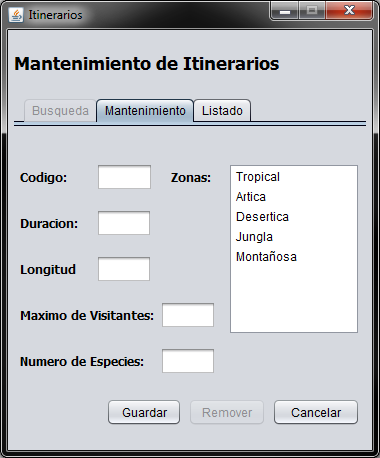 Itinerarios
Mantenimiento de Itinerarios
Busqueda Mantenimiento Listado
Codigo:
Zonas:
Tropical
Artica
Desertica
Jungla
Montañosa
Duracion:
Longitud
Maximo de Visitantes:
Numero de Especies:
Guardar Remover Cancelar